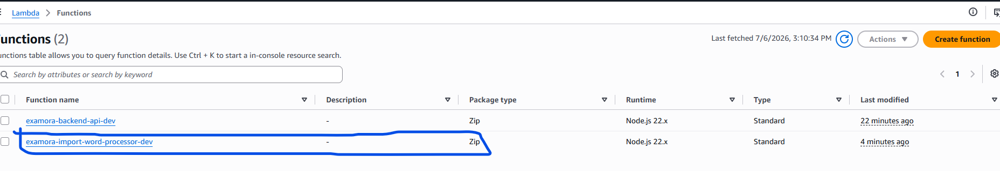 Lambda > Functions
unctions (2)
Last fetched 7/6/2026, 3:10:34 PM
Actions
Create function
unctions table allows you to query function details. Use Ctrl + K to start a in-console resource search.
Search by attributes or search by keyword
1
Function name Description Package type Runtime Type Last modified
examora-backend-api-dev - Zip Node.js 22.x Standard 22 minutes ago
examora-import-word-processor-dev - Zip Node.js 22.x Standard 4 minutes ago